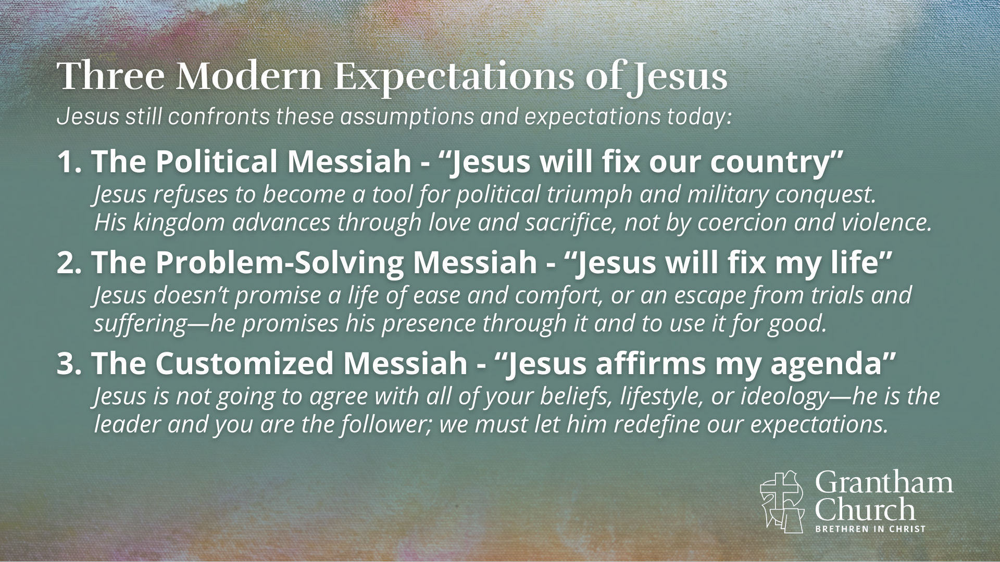 Three Modern Expectations of Jesus
Jesus still confronts these assumptions and expectations today:
1. The Political Messiah - “Jesus will fix our country”
Jesus refuses to become a tool for political triumph and military conquest.
His kingdom advances through love and sacrifice, not by coercion and violence.
2. The Problem-Solving Messiah - “Jesus will fix my life”
Jesus doesn’t promise a life of ease and comfort, or an escape from trials and
suffering—he promises his presence through it and to use it for good.
3. The Customized Messiah - “Jesus affirms my agenda”
Jesus is not going to agree with all of your beliefs, lifestyle, or ideology—he is the
leader and you are the follower; we must let him redefine our expectations.
Grantham
Church
BRETHREN IN CHRIST